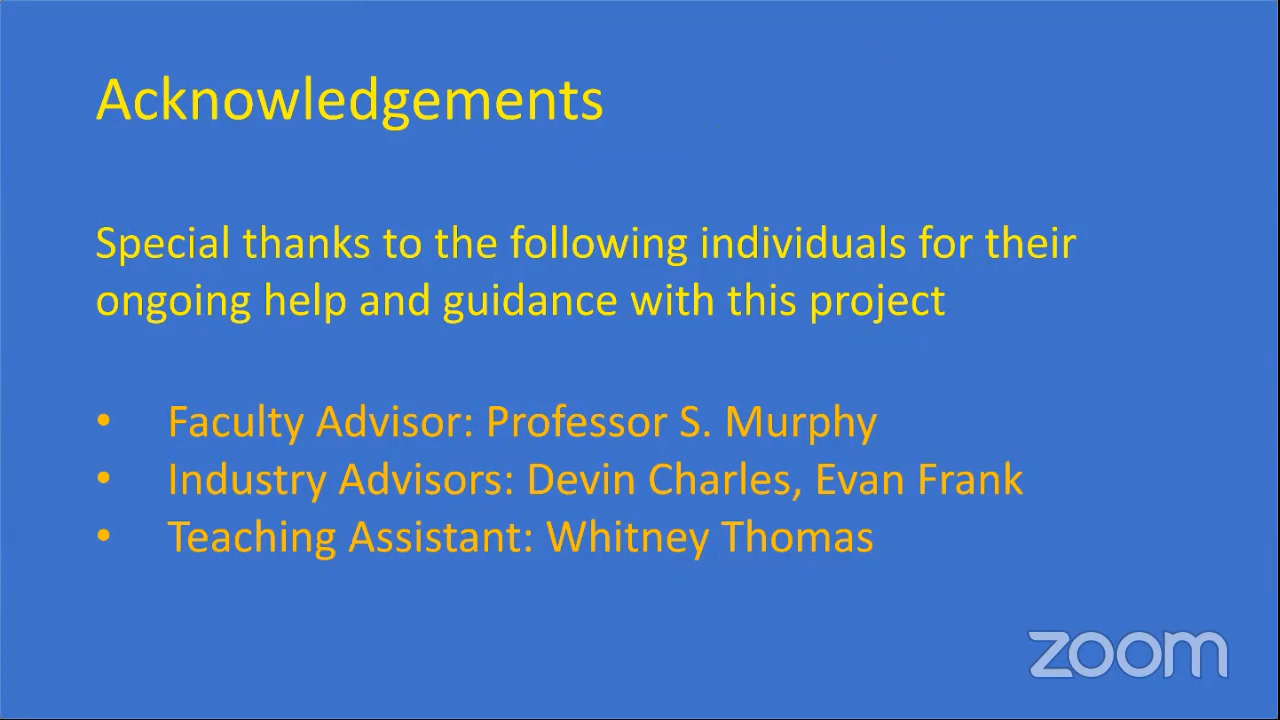 Acknowledgements
Special thanks to the following individuals for their
ongoing help and guidance with this project
• Faculty Advisor: Professor S. Murphy
• Industry Advisors: Devin Charles, Evan Frank
• Teaching Assistant: Whitney Thomas
zoom